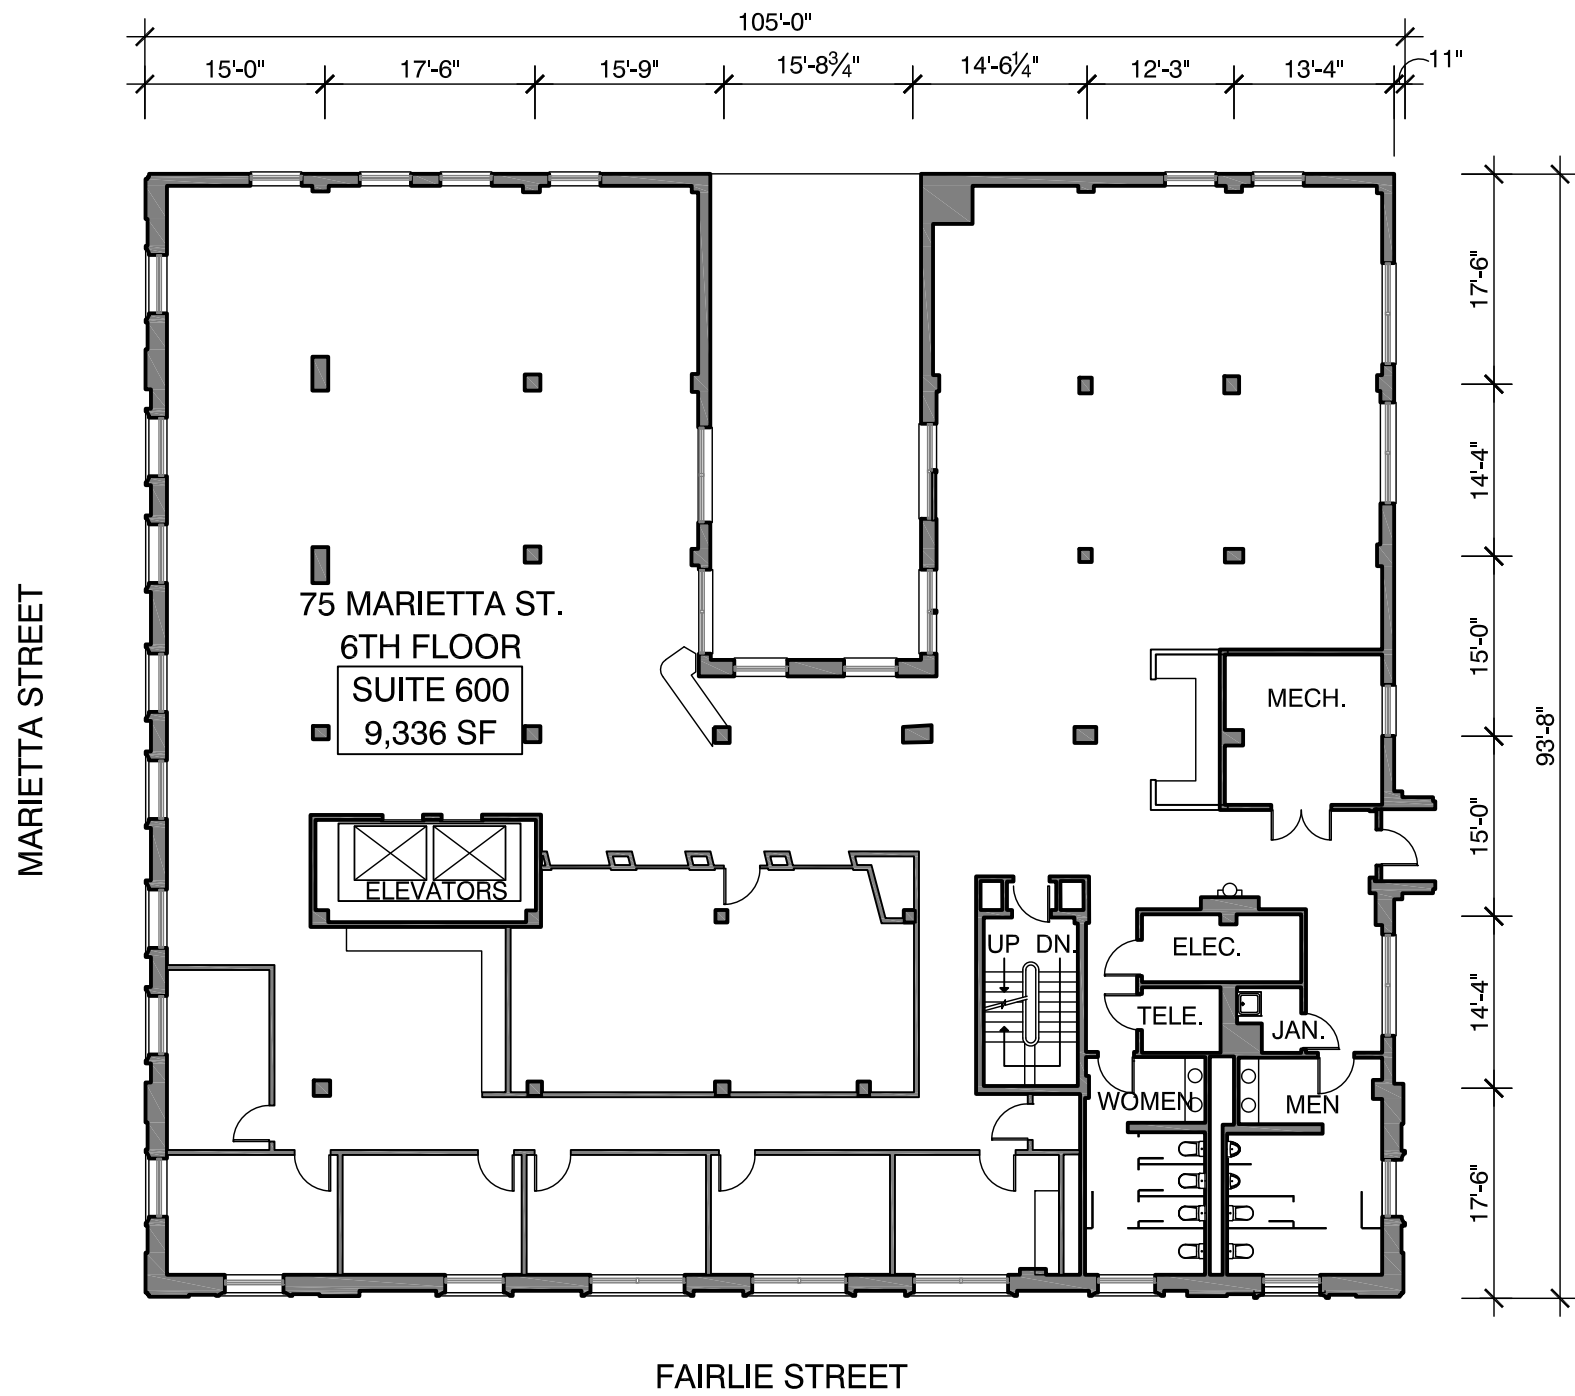 105'-0"
15'-0" 17'-6" 15'-9" 15'-8¾" 14'-6¼" 12'-3" 13'-4" 11"
17'-6"
14'-4"
15'-0"
15'-0"
14'-4"
17'-6"
93'-8"
MARIETTA STREET
75 MARIETTA ST.
6TH FLOOR
SUITE 600
9,336 SF
MECH.
ELEVATORS
UP DN.
ELEC.
TELE.
JAN.
WOMEN
MEN
FAIRLIE STREET